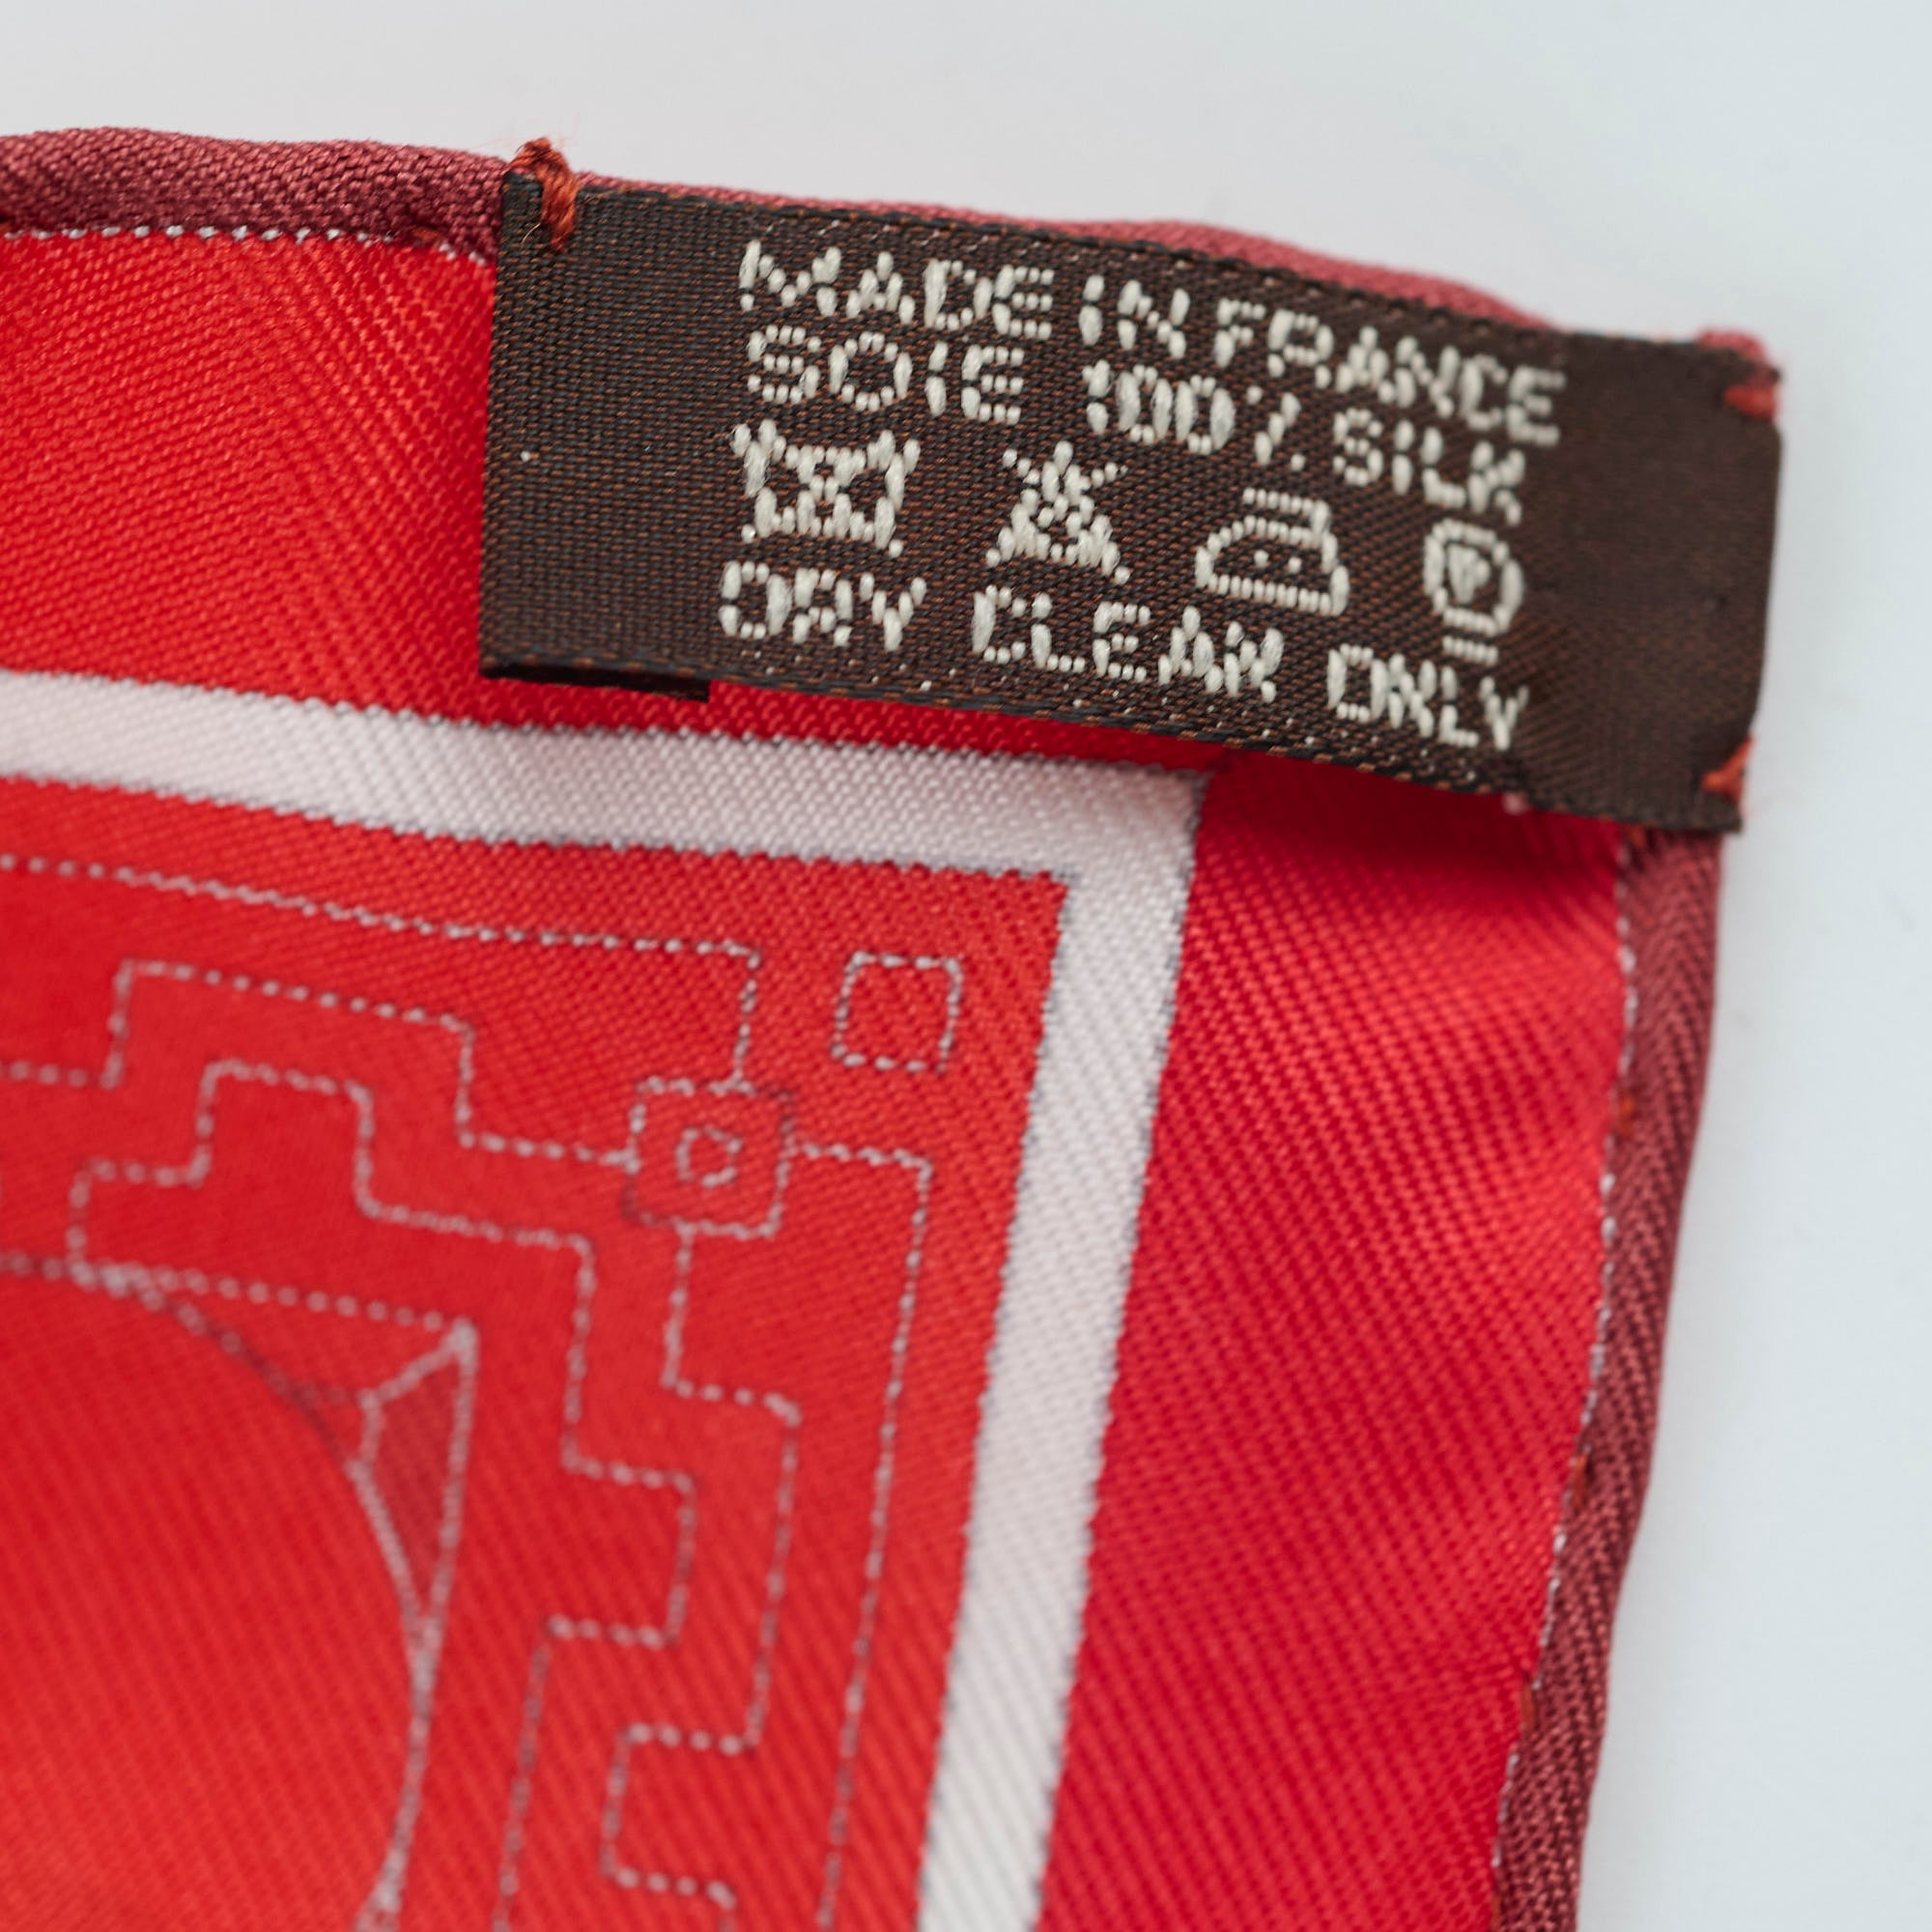 MADE IN FRANCE
SOIE 100% SILK
DRY CLEAN ONLY